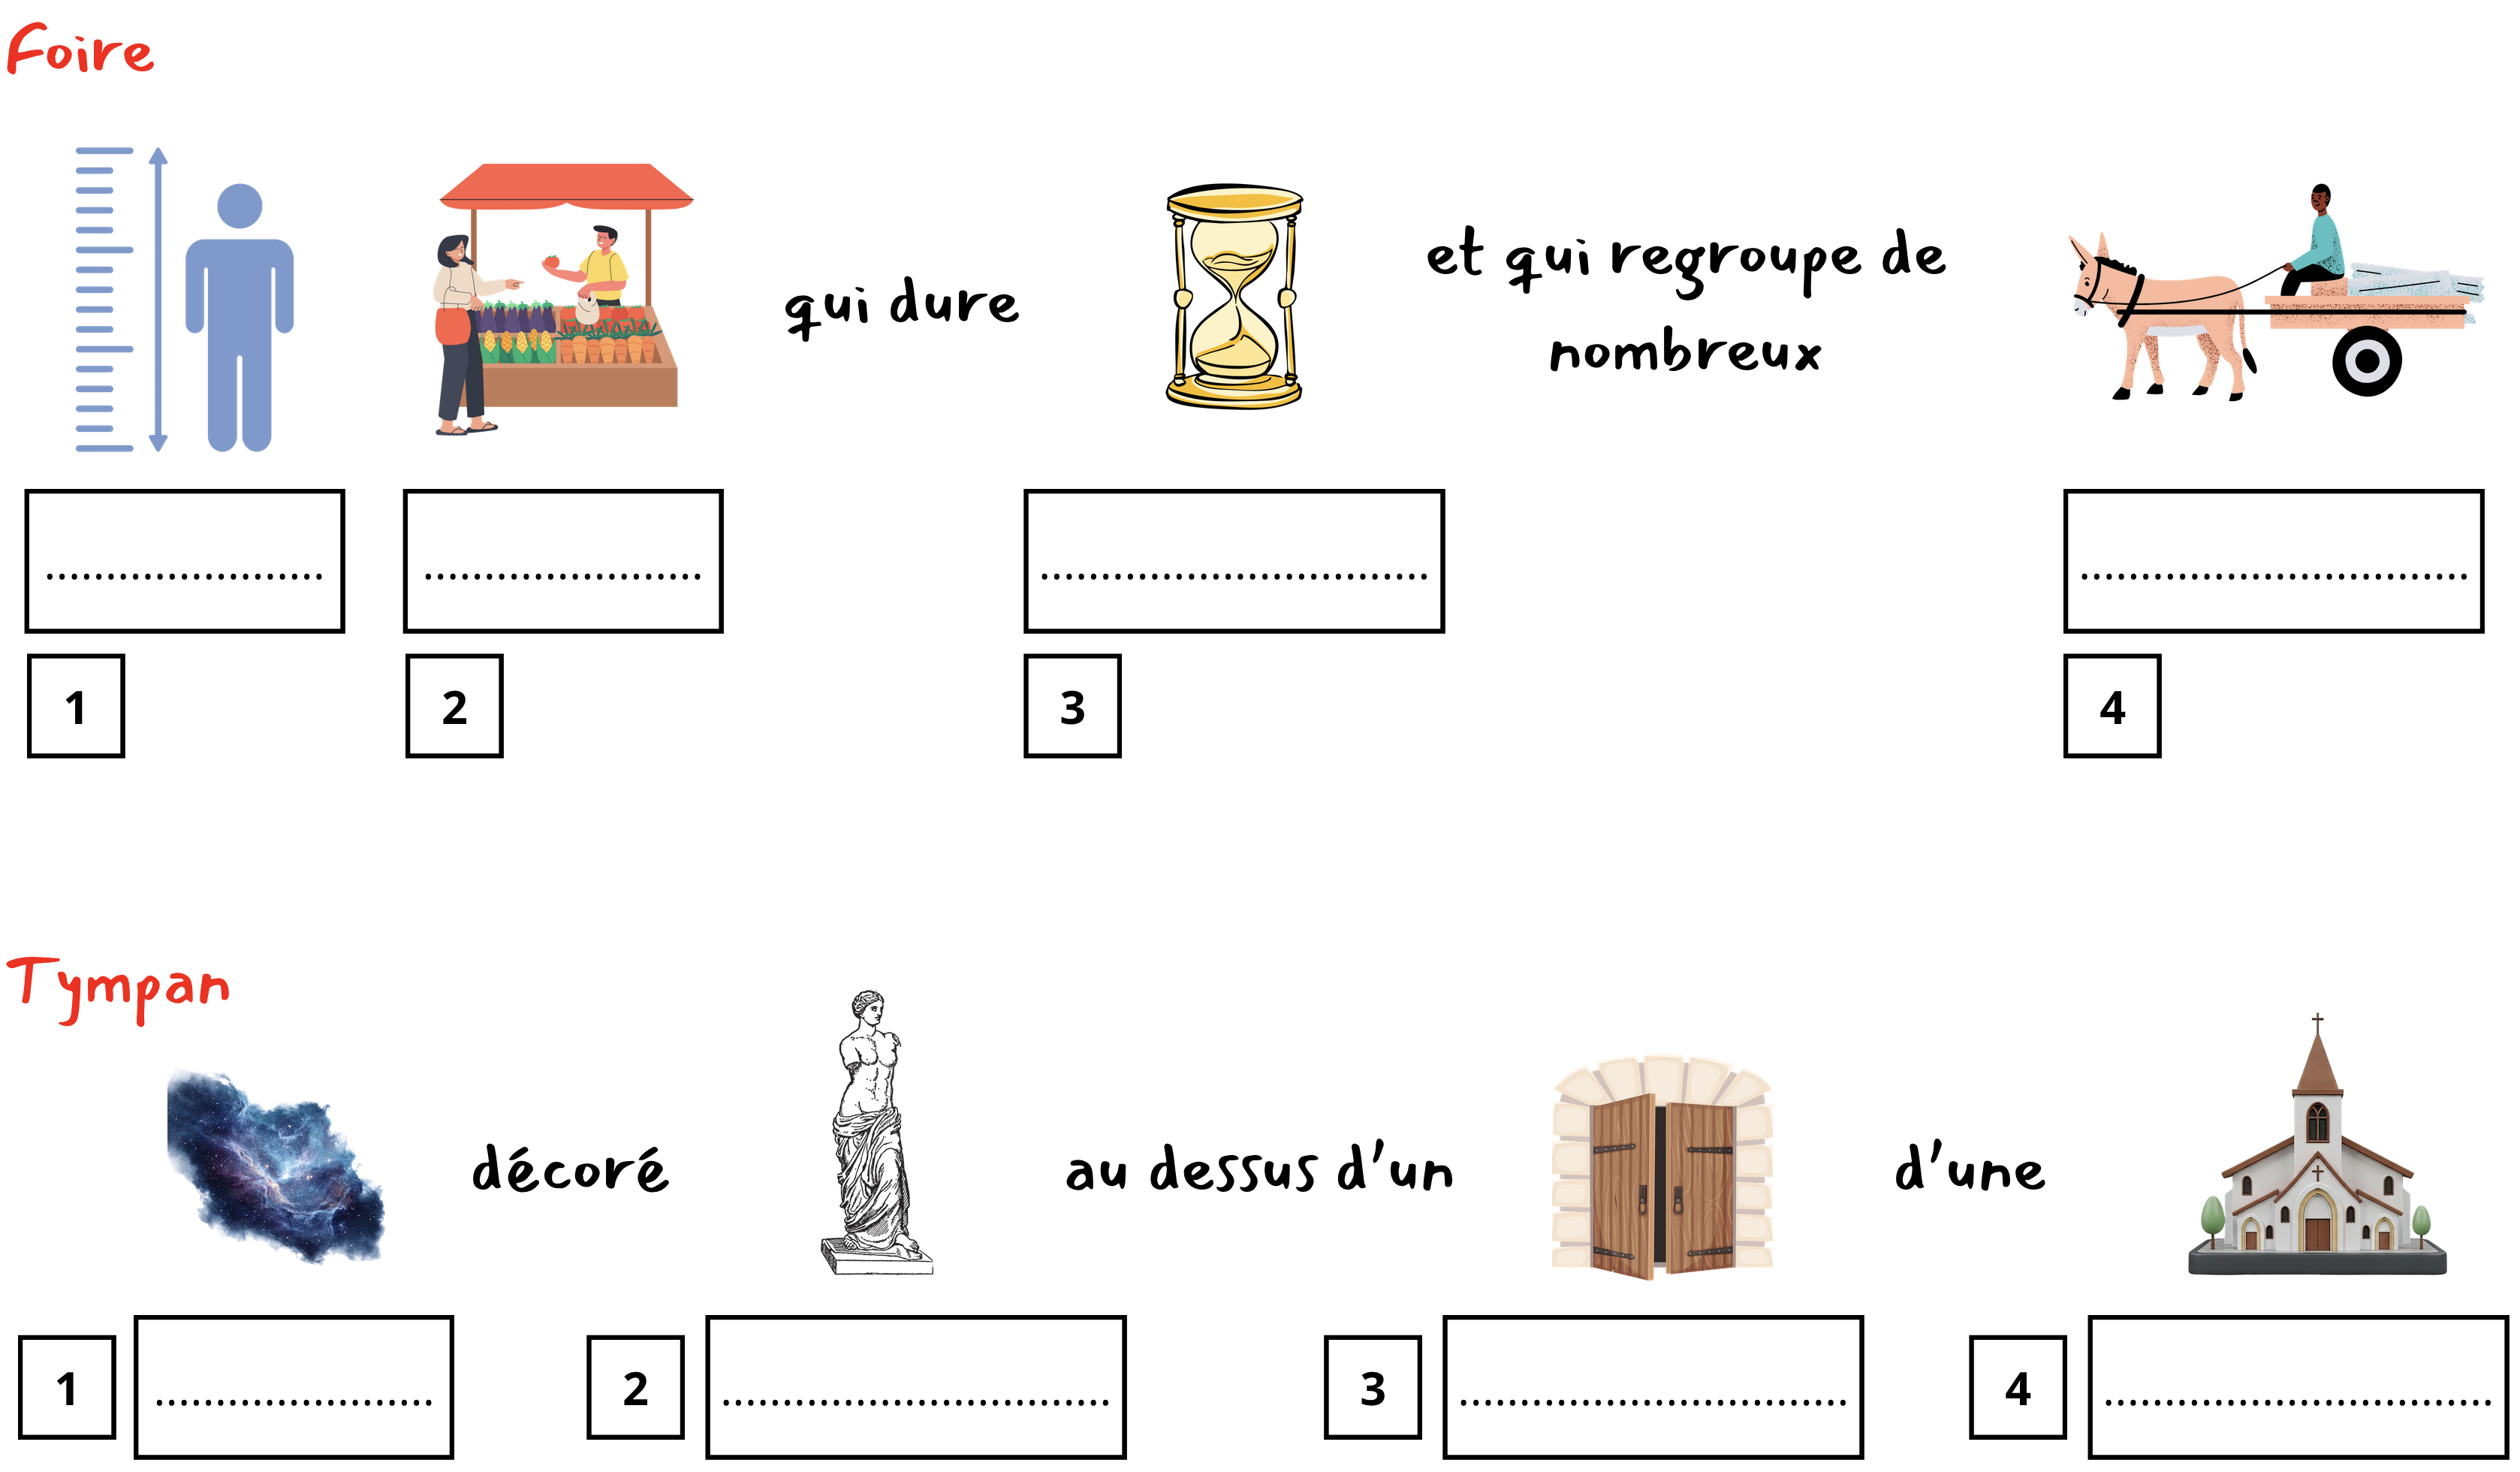 Foire
qui dure
et qui regroupe de
nombreux
....................... ....................... ................................ ................................
1 2 3 4
Tympan
décoré au dessus d'un d'une
1 ....................... 2 ................................ 3 ................................ 4 ................................